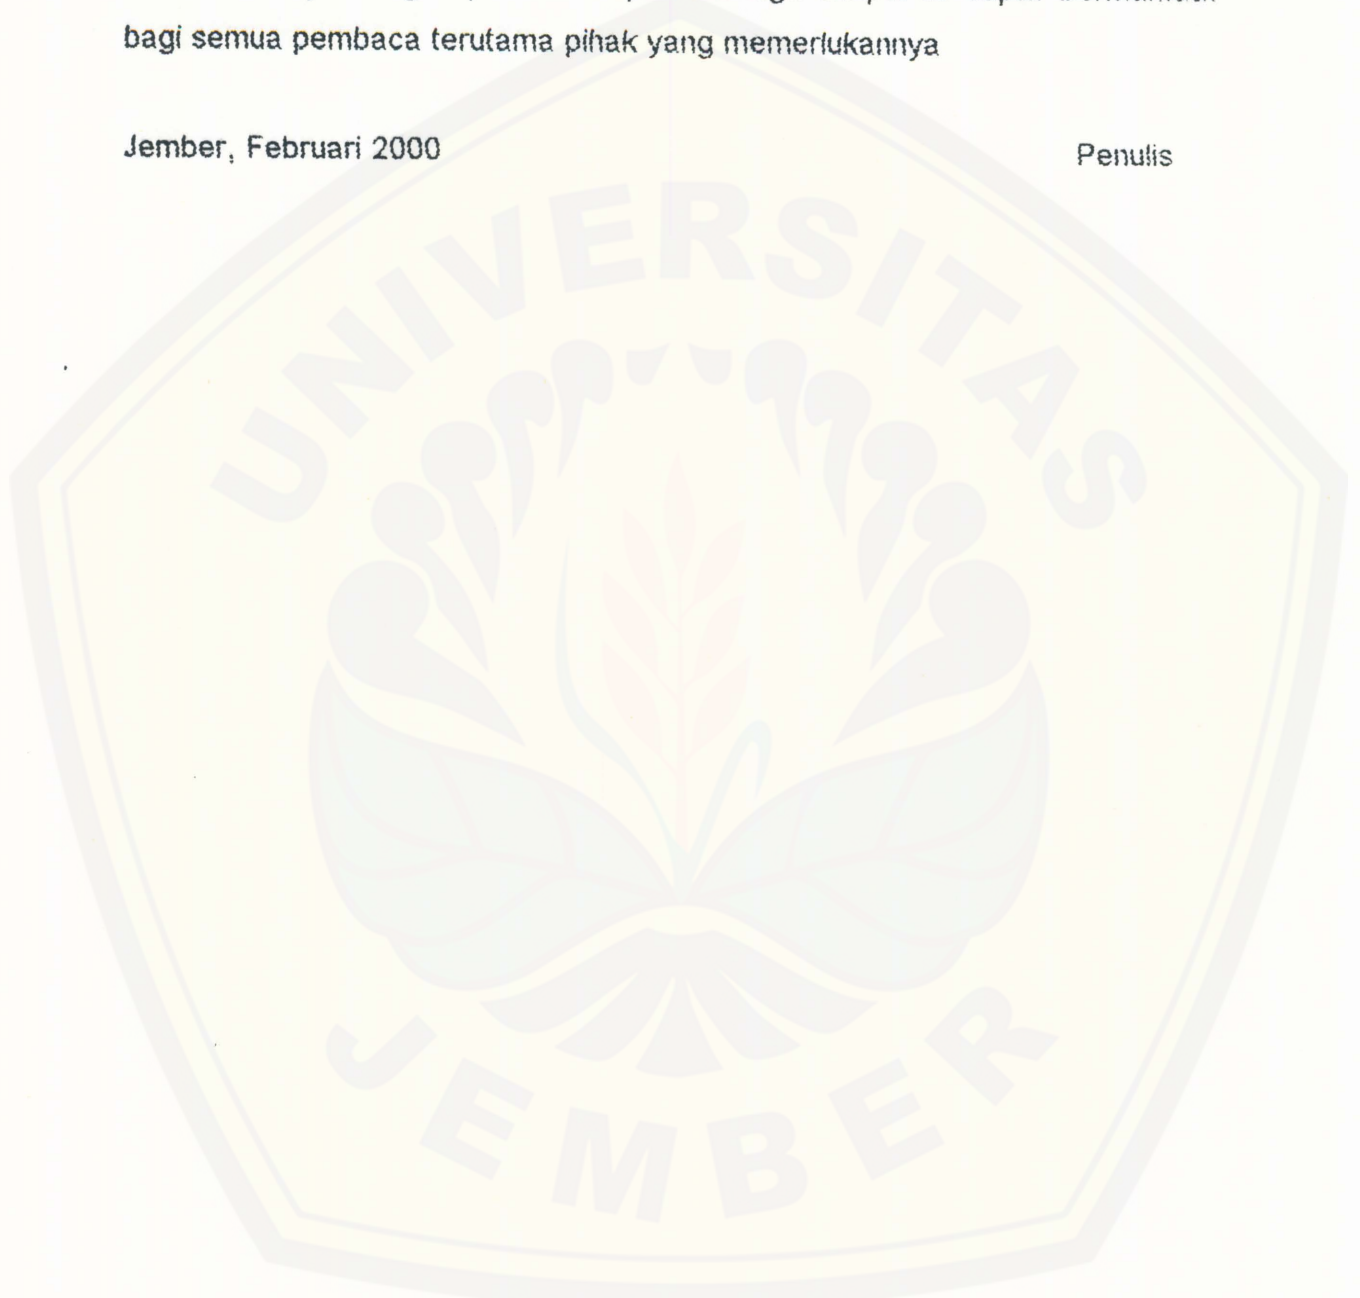 bagi semua pembaca terutama pihak yang memerlukannya
Jember, Februari 2000
Penulis
UNIVERSITAS
JEMBER